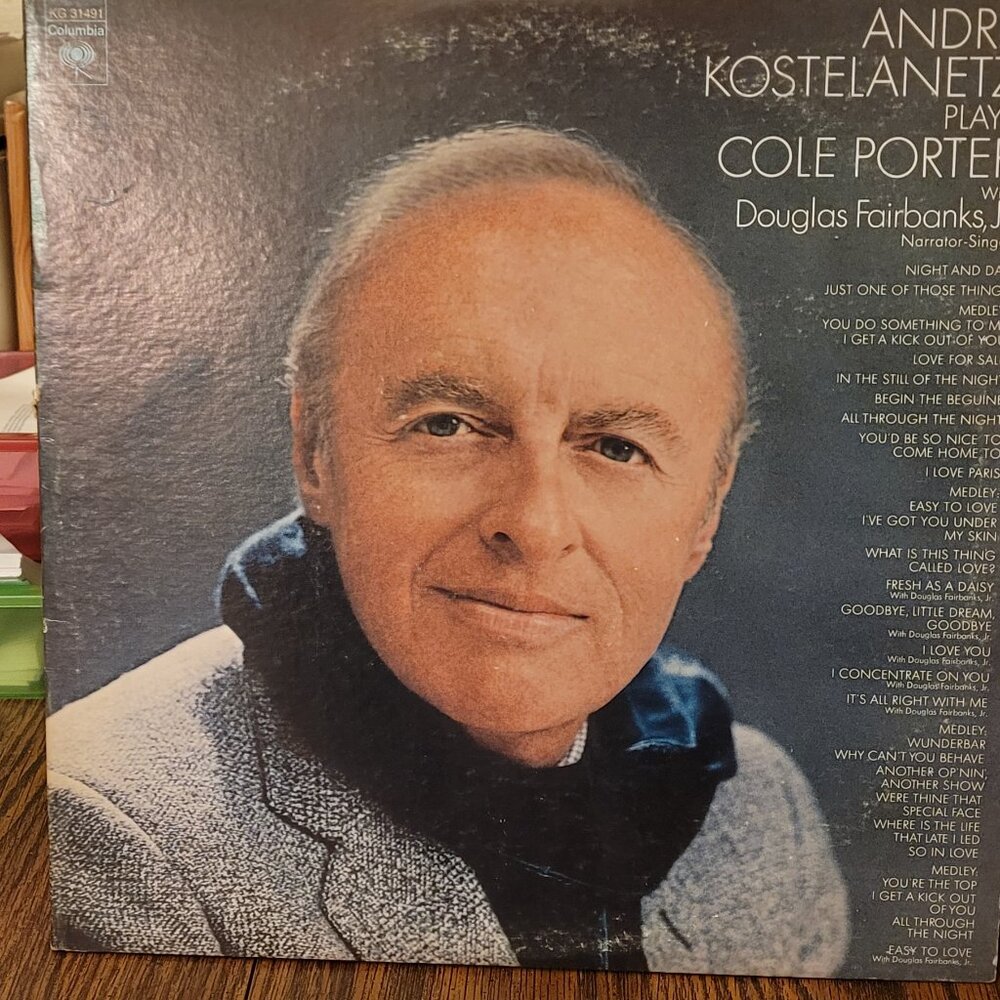 KG 31491
Columbia
ANDR
KOSTELANETZ
PLAY
COLE PORTER
W
Douglas Fairbanks, J
Narrator-Singe
NIGHT AND DA
JUST ONE OF THOSE THING
MEDLEY
YOU DO SOMETHING TO M
I GET A KICK OUT OF YOU
LOVE FOR SAL
IN THE STILL OF THE NIGHT
BEGIN THE BEGUINE
ALL THROUGH THE NIGHT
YOU'D BE SO NICE TO
COME HOME TO
I LOVE PARIS
MEDLEY:
EASY TO LOVE
I'VE GOT YOU UNDER
MY SKIN
WHAT IS THIS THING
CALLED LOVE?
FRESH AS A DAISY
With Douglas Fairbanks, Jr.
GOODBYE, LITTLE DREAM,
GOODBYE
With Douglas Fairbanks, Jr.
I LOVE YOU
With Douglas Fairbanks, Jr.
I CONCENTRATE ON YOU
With Douglas Fairbanks, Jr.
IT'S ALL RIGHT WITH ME
With Douglas Fairbanks, Jr.
MEDLEY:
WUNDERBAR
WHY CAN'T YOU BEHAVE
ANOTHER OP'NIN',
ANOTHER SHOW
WERE THINE THAT
SPECIAL FACE
WHERE IS THE LIFE
THAT LATE I LED
SO IN LOVE
MEDLEY:
YOU'RE THE TOP
I GET A KICK OUT
OF YOU
ALL THROUGH
THE NIGHT
EASY TO LOVE
With Douglas Fairbanks, Jr.